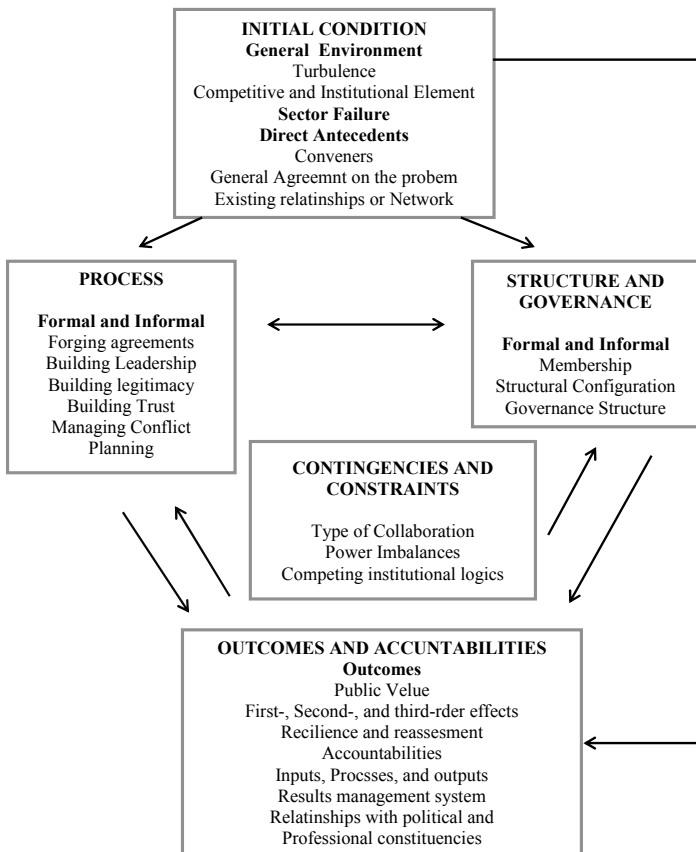 INITIAL CONDITION
General Environment
Turbulence
Competitive and Institutional Element
Sector Failure
Direct Antecedents
Conveners
General Agreemnt on the probem
Existing relatinships or Network
PROCESS
Formal and Informal
Forging agreements
Building Leadership
Building legitimacy
Building Trust
Managing Conflict
Planning
STRUCTURE AND
GOVERNANCE
Formal and Informal
Membership
Structural Configuration
Governance Structure
CONTINGENCIES AND
CONSTRAINTS
Type of Collaboration
Power Imbalances
Competing institutional logics
OUTCOMES AND ACCUNTABILITIES
Outcomes
Public Velue
First-, Second-, and third-rder effects
Recilience and reassesment
Accountabilities
Inputs, Procsses, and outputs
Results management system
Relationships with political and
Professional constituencies